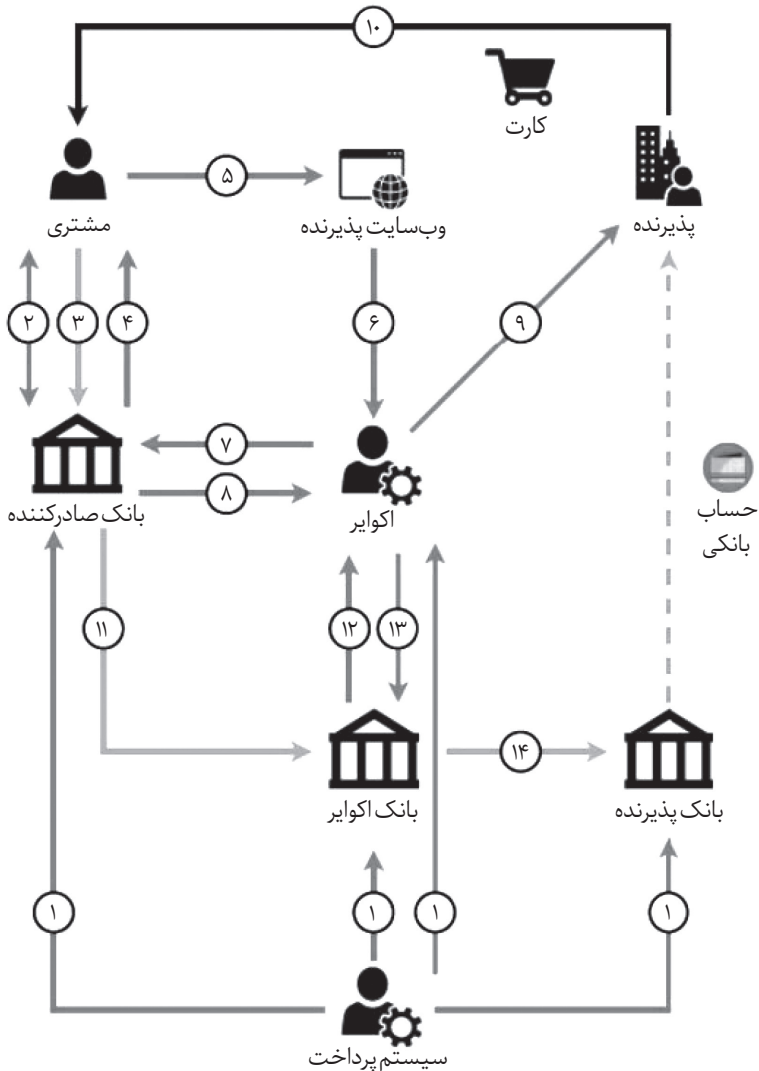 ۱۰
کارت
۵
مشتری
وب‌سایت پذیرنده
پذیرنده
۲
۳
۴
۶
۹
۷
۸
بانک صادرکننده
اکوایر
حساب
بانکی
۱۱
۱۲
۱۳
۱۴
بانک اکوایر
بانک پذیرنده
۱
۱
۱
۱
سیستم پرداخت